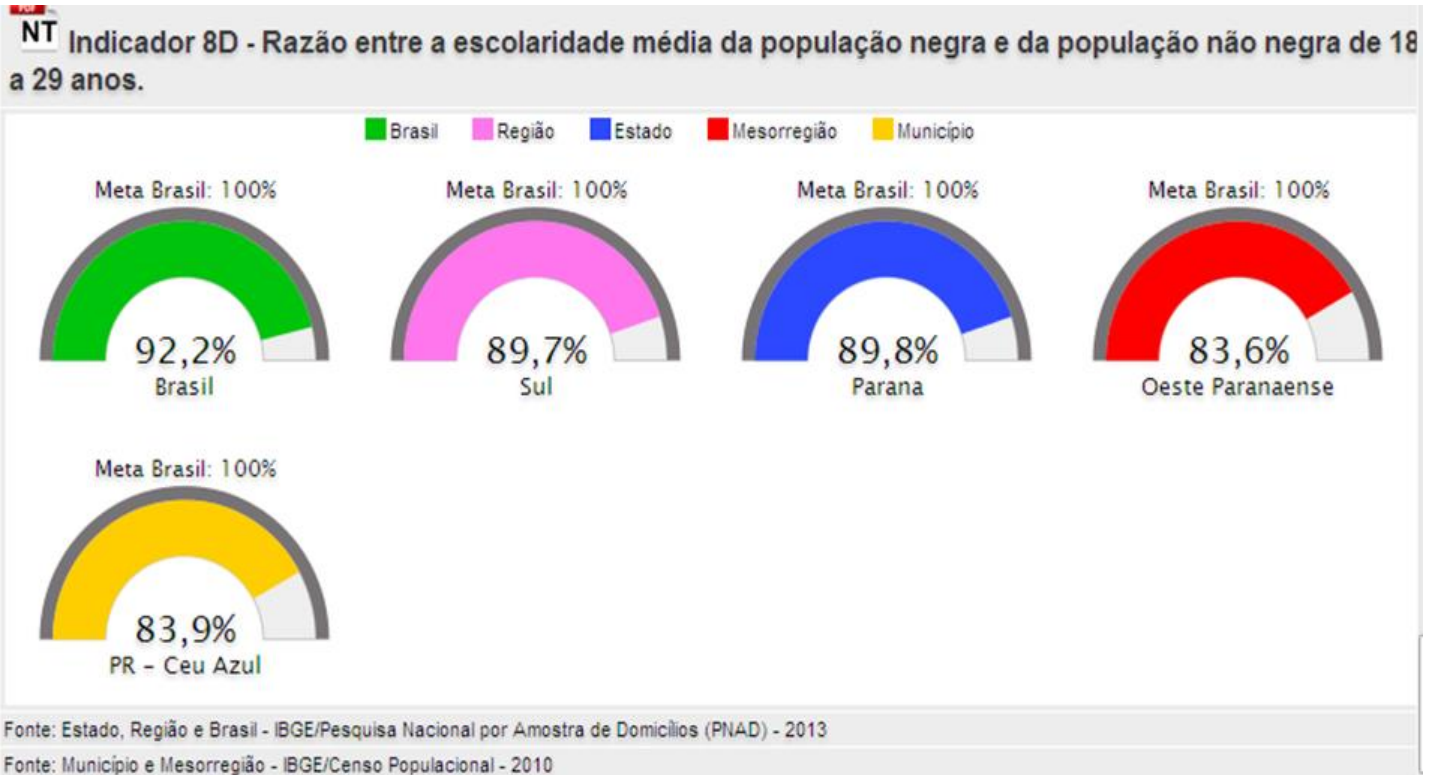 PDF
NT
Indicador 8D - Razão entre a escolaridade média da população negra e da população não negra de 18
a 29 anos.
Brasil Região Estado Mesorregião Município
Meta Brasil: 100% Meta Brasil: 100% Meta Brasil: 100% Meta Brasil: 100%
92,2% 89,7% 89,8% 83,6%
Brasil Sul Parana Oeste Paranaense
Meta Brasil: 100%
83,9%
PR - Ceu Azul
Fonte: Estado, Região e Brasil - IBGE/Pesquisa Nacional por Amostra de Domicílios (PNAD) - 2013
Fonte: Município e Mesorregião - IBGE/Censo Populacional - 2010